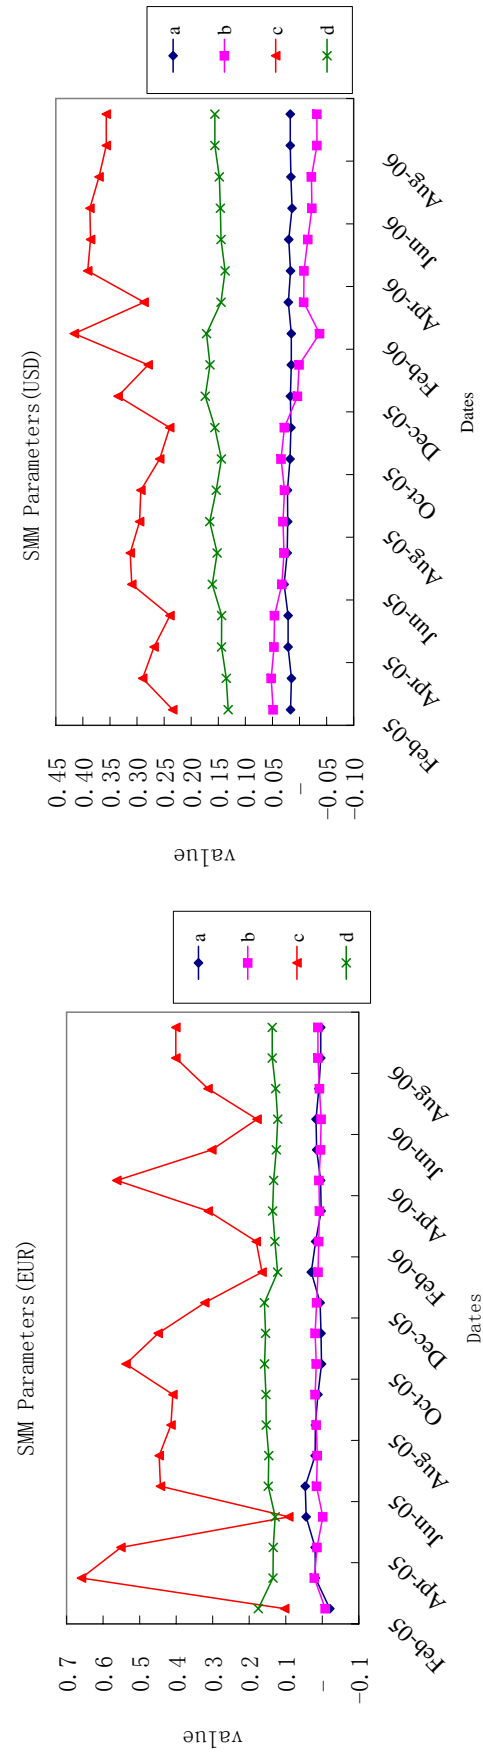 SMM Parameters(EUR)
0.7
0.6
0.5
0.4
0.3
0.2
0.1
-
-0.1
value
Feb-05
Apr-05
Jun-05
Aug-05
Oct-05
Dec-05
Feb-06
Apr-06
Jun-06
Aug-06
Dates
a
b
c
d
SMM Parameters(USD)
0.45
0.40
0.35
0.30
0.25
0.20
0.15
0.10
0.05
-
-0.05
-0.10
value
Feb-05
Apr-05
Jun-05
Aug-05
Oct-05
Dec-05
Feb-06
Apr-06
Jun-06
Aug-06
Dates
a
b
c
d